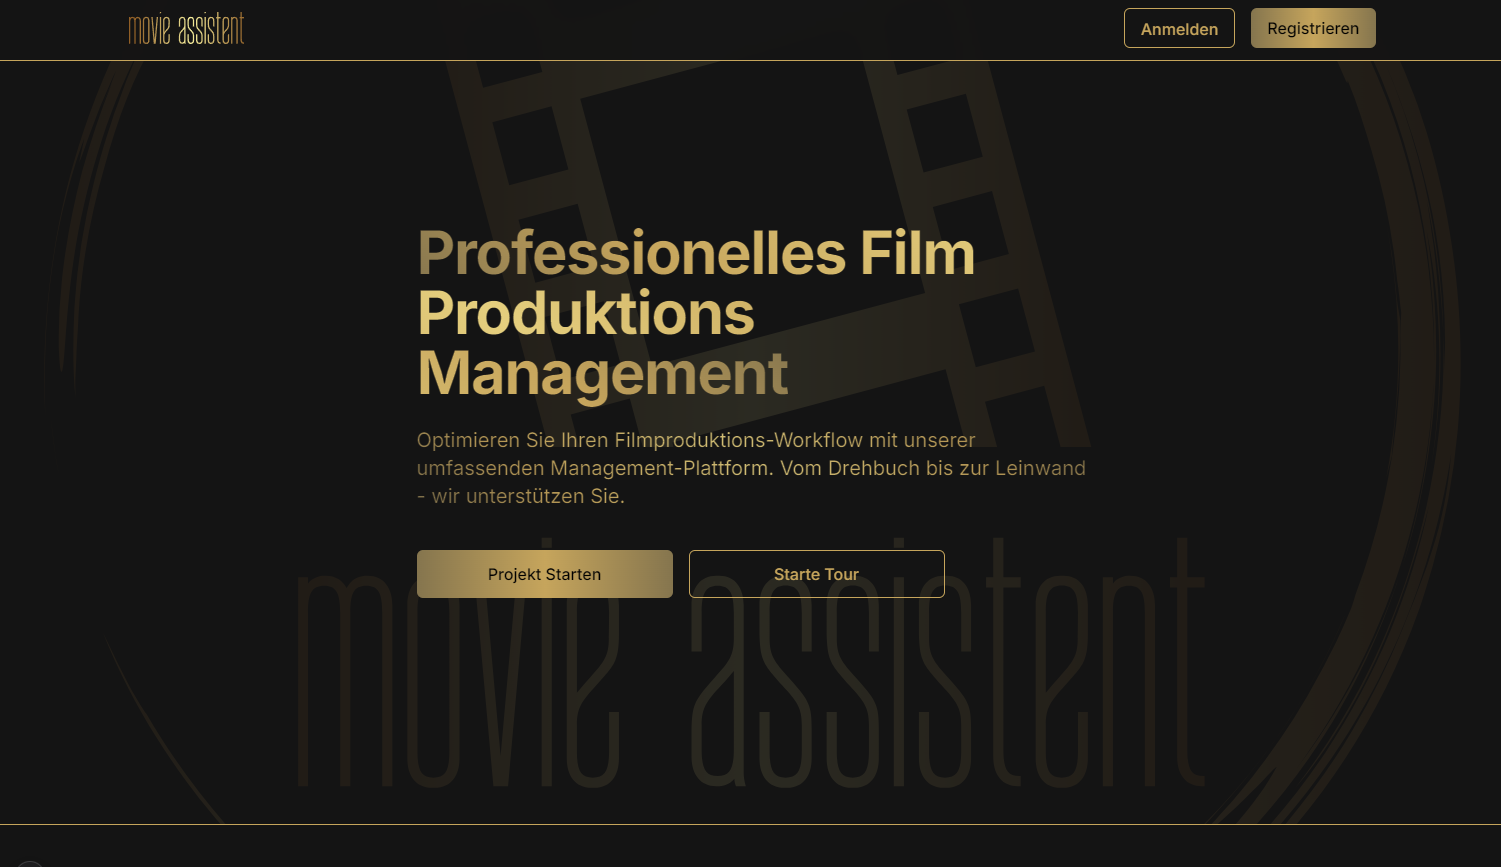 movie assistent
Anmelden
Registrieren
Professionelles Film
Produktions
Management
Optimieren Sie Ihren Filmproduktions-Workflow mit unserer
umfassenden Management-Plattform. Vom Drehbuch bis zur Leinwand
- wir unterstützen Sie.
Projekt Starten
Starte Tour
movie assistent